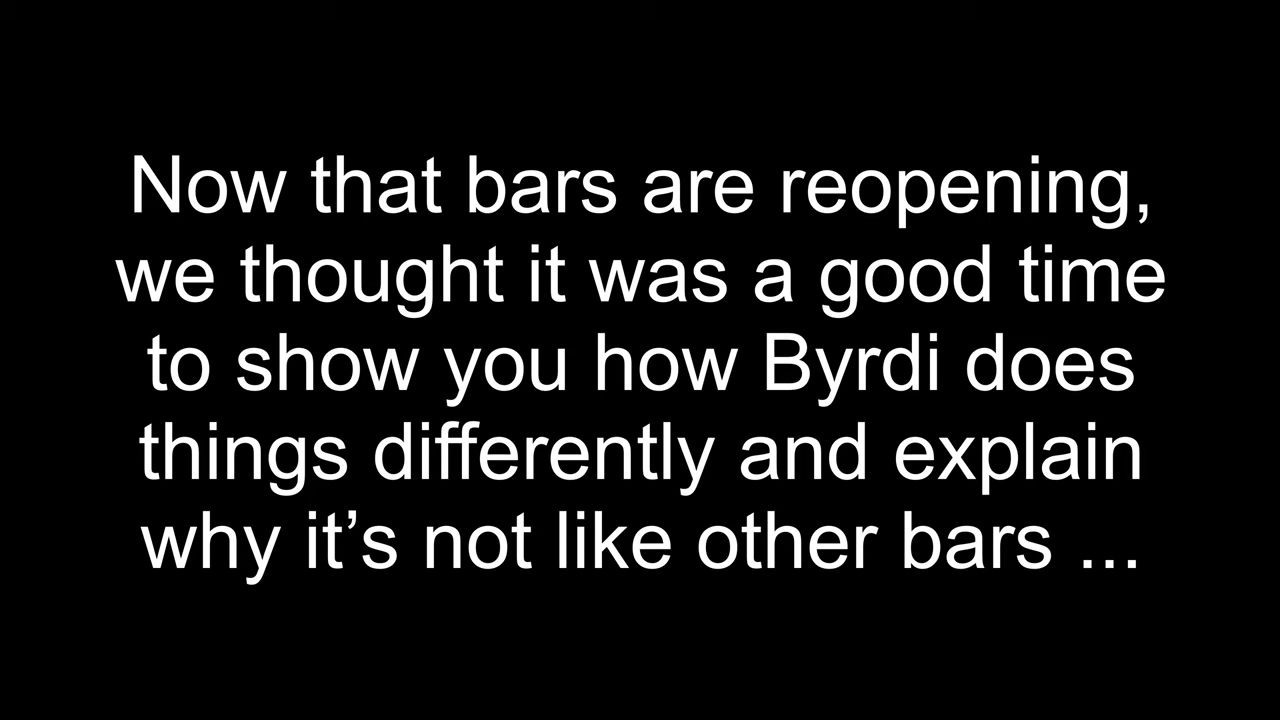 Now that bars are reopening,
we thought it was a good time
to show you how Byrdi does
things differently and explain
why it’s not like other bars ...